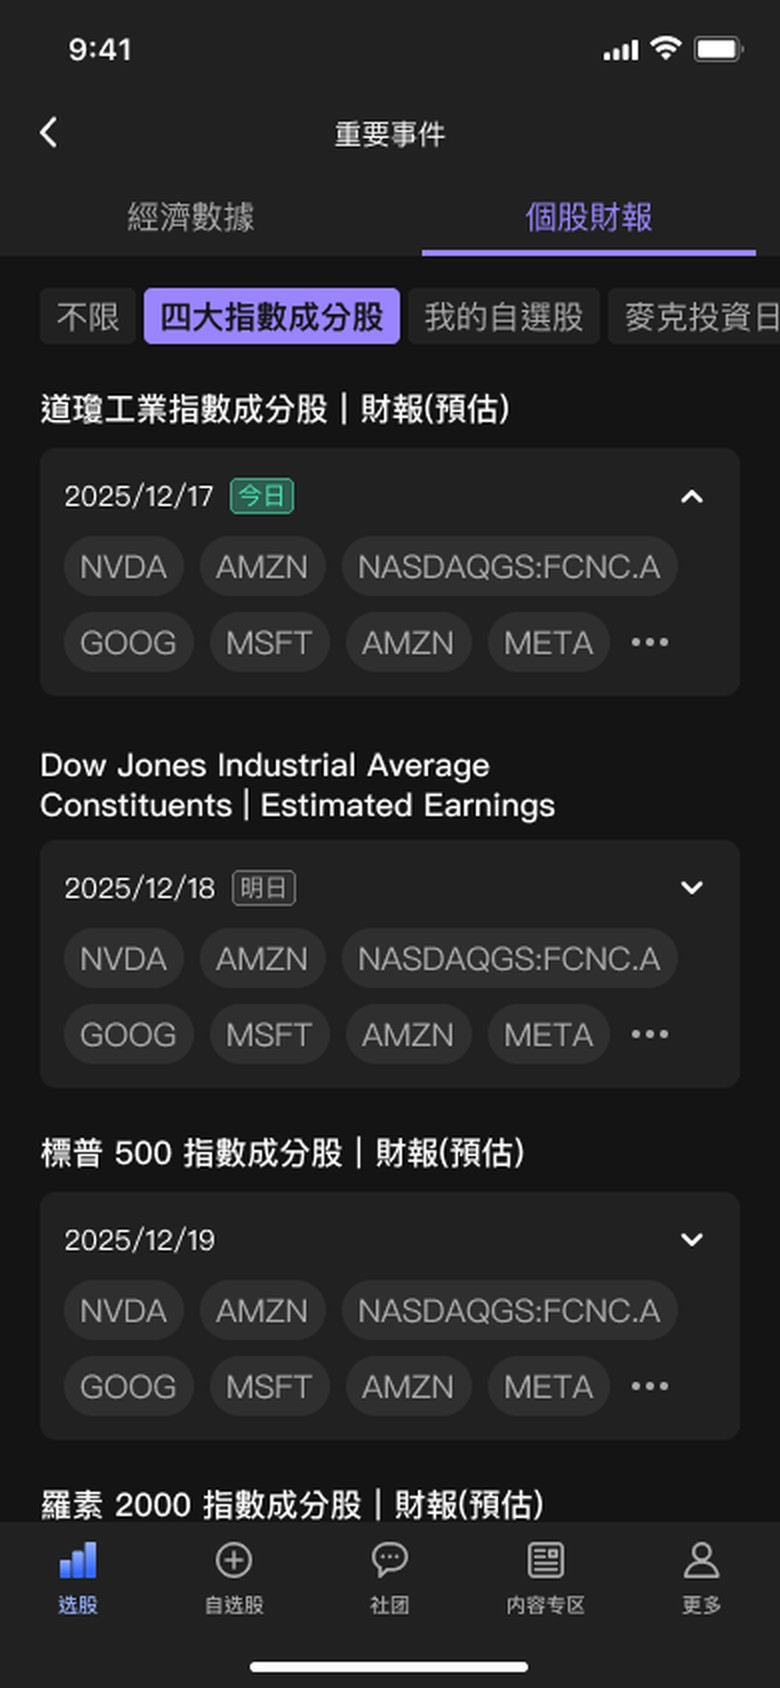 9:41
重要事件
經濟數據 個股財報
不限 四大指數成分股 我的自選股 麥克投資日
道瓊工業指數成分股 | 財報(預估)
2025/12/17 今日
NVDA AMZN NASDAQGS:FCNC.A
GOOG MSFT AMZN META •••
Dow Jones Industrial Average
Constituents | Estimated Earnings
2025/12/18 明日
NVDA AMZN NASDAQGS:FCNC.A
GOOG MSFT AMZN META •••
標普 500 指數成分股 | 財報(預估)
2025/12/19
NVDA AMZN NASDAQGS:FCNC.A
GOOG MSFT AMZN META •••
羅素 2000 指數成分股 | 財報(預估)
选股 自选股 社团 内容专区 更多